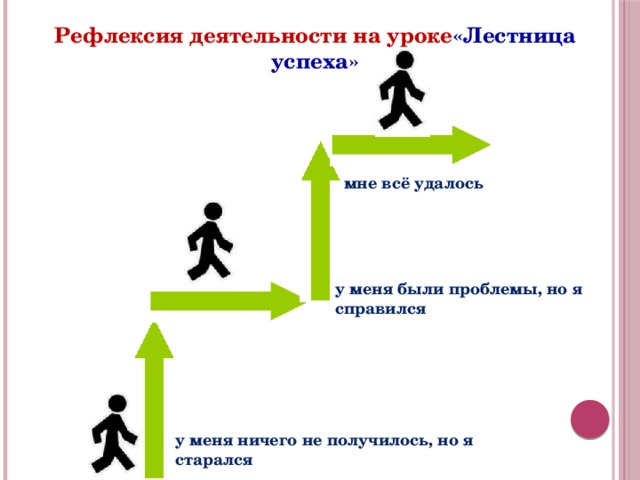 Рефлексия деятельности на уроке«Лестница
успеха»
мне всё удалось
у меня были проблемы, но я
справился
у меня ничего не получилось, но я
старался